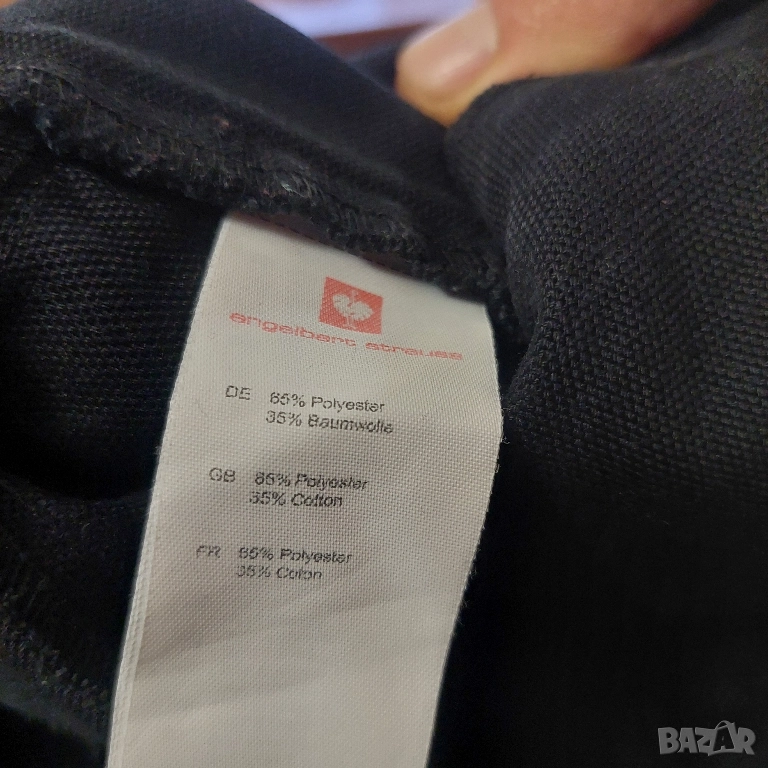 engelbert strauss
DE 65% Polyester
35% Baumwolle
GB 65% Polyester
35% Cotton
FR 65% Polyester
35% Coton
BAZAR